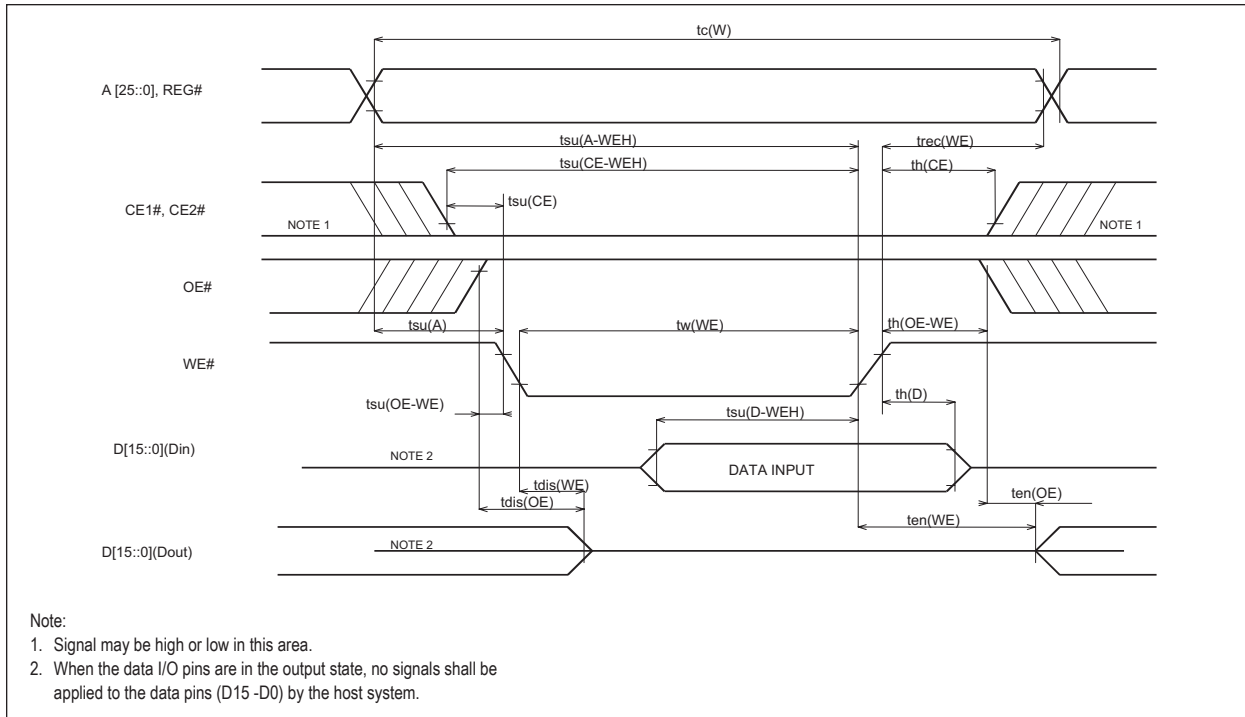 tc(W)
A [25::0], REG#
tsu(A-WEH)
trec(WE)
tsu(CE-WEH)
th(CE)
tsu(CE)
CE1#, CE2#
NOTE 1
NOTE 1
OE#
tsu(A)
tw(WE)
th(OE-WE)
WE#
tsu(OE-WE)
th(D)
tsu(D-WEH)
D[15::0](Din)
NOTE 2
DATA INPUT
tdis(WE)
tdis(OE)
ten(OE)
ten(WE)
D[15::0](Dout)
NOTE 2
Note:
1. Signal may be high or low in this area.
2. When the data I/O pins are in the output state, no signals shall be
applied to the data pins (D15 -D0) by the host system.